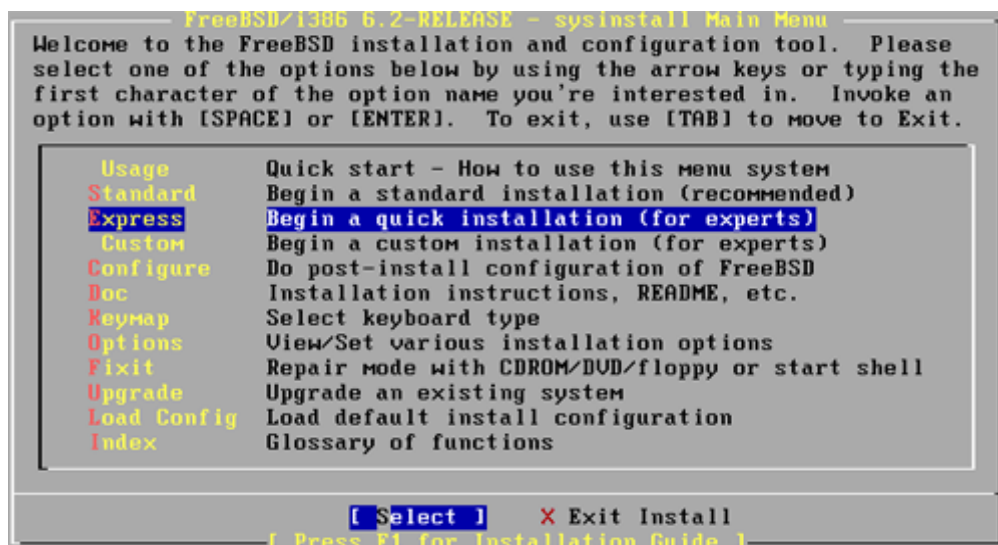 FreeBSD/i386 6.2-RELEASE - sysinstall Main Menu
Welcome to the FreeBSD installation and configuration tool.  Please
select one of the options below by using the arrow keys or typing the
first character of the option name you're interested in.  Invoke an
option with [SPACE] or [ENTER].  To exit, use [TAB] to move to Exit.
Usage Quick start - How to use this menu system
Standard Begin a standard installation (recommended)
Express Begin a quick installation (for experts)
Custom Begin a custom installation (for experts)
Configure Do post-install configuration of FreeBSD
Doc Installation instructions, README, etc.
Keymap Select keyboard type
Options View/Set various installation options
Fixit Repair mode with CDROM/DVD/floppy or start shell
Upgrade Upgrade an existing system
Load Config Load default install configuration
Index Glossary of functions
[ Select ] X Exit Install
[ Press F1 for Installation Guide ]